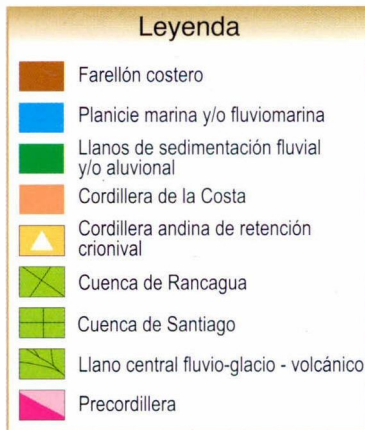 Leyenda
Farellón costero
Planicie marina y/o fluviomarina
Llanos de sedimentación fluvial
y/o aluvional
Cordillera de la Costa
Cordillera andina de retención
crionival
Cuenca de Rancagua
Cuenca de Santiago
Llano central fluvio-glacio - volcánico
Precordillera